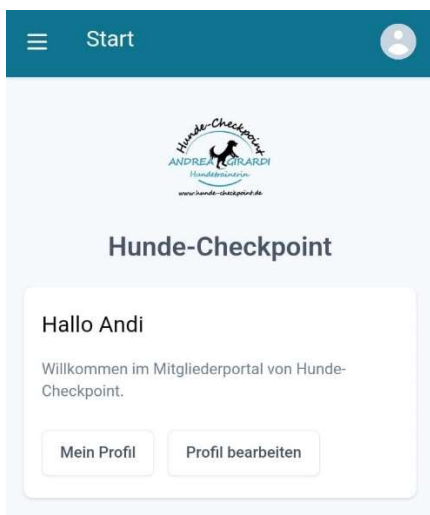 Start
Hunde-Checkpoint
ANDREA GIRARDI
Hundetrainerin
www.hunde-checkpoint.de
Hunde-Checkpoint
Hallo Andi
Willkommen im Mitgliederportal von Hunde-
Checkpoint.
Mein Profil Profil bearbeiten